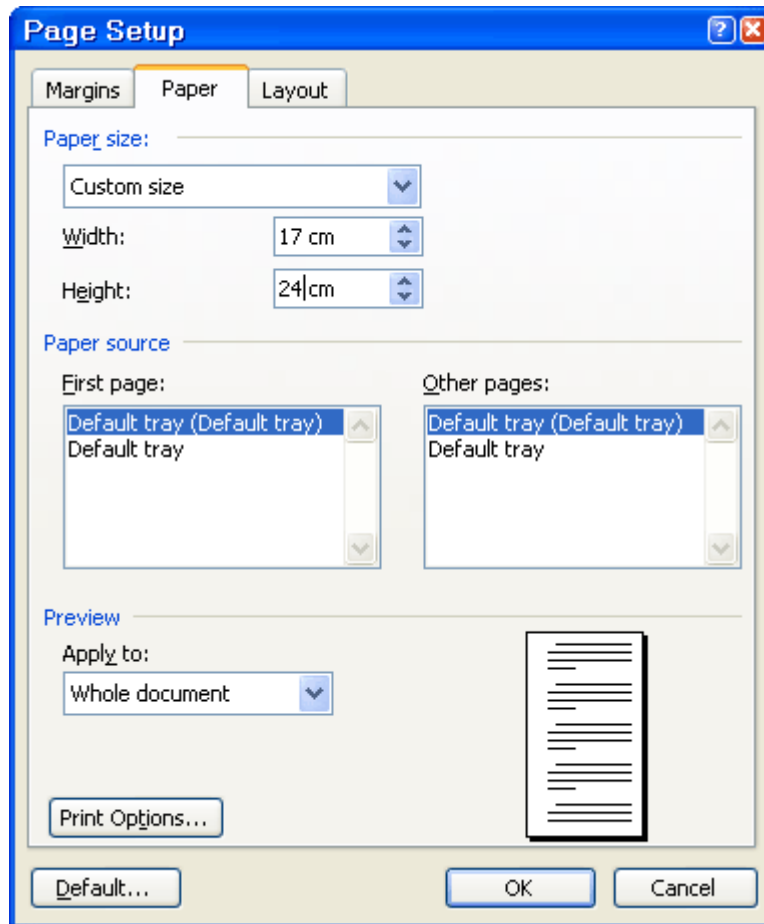 Page Setup
Margins Paper Layout
Paper size:
Custom size
Width: 17 cm
Height: 24 cm
Paper source
First page: Other pages:
Default tray (Default tray) Default tray (Default tray)
Default tray Default tray
Preview
Apply to:
Whole document
Print Options...
Default... OK Cancel